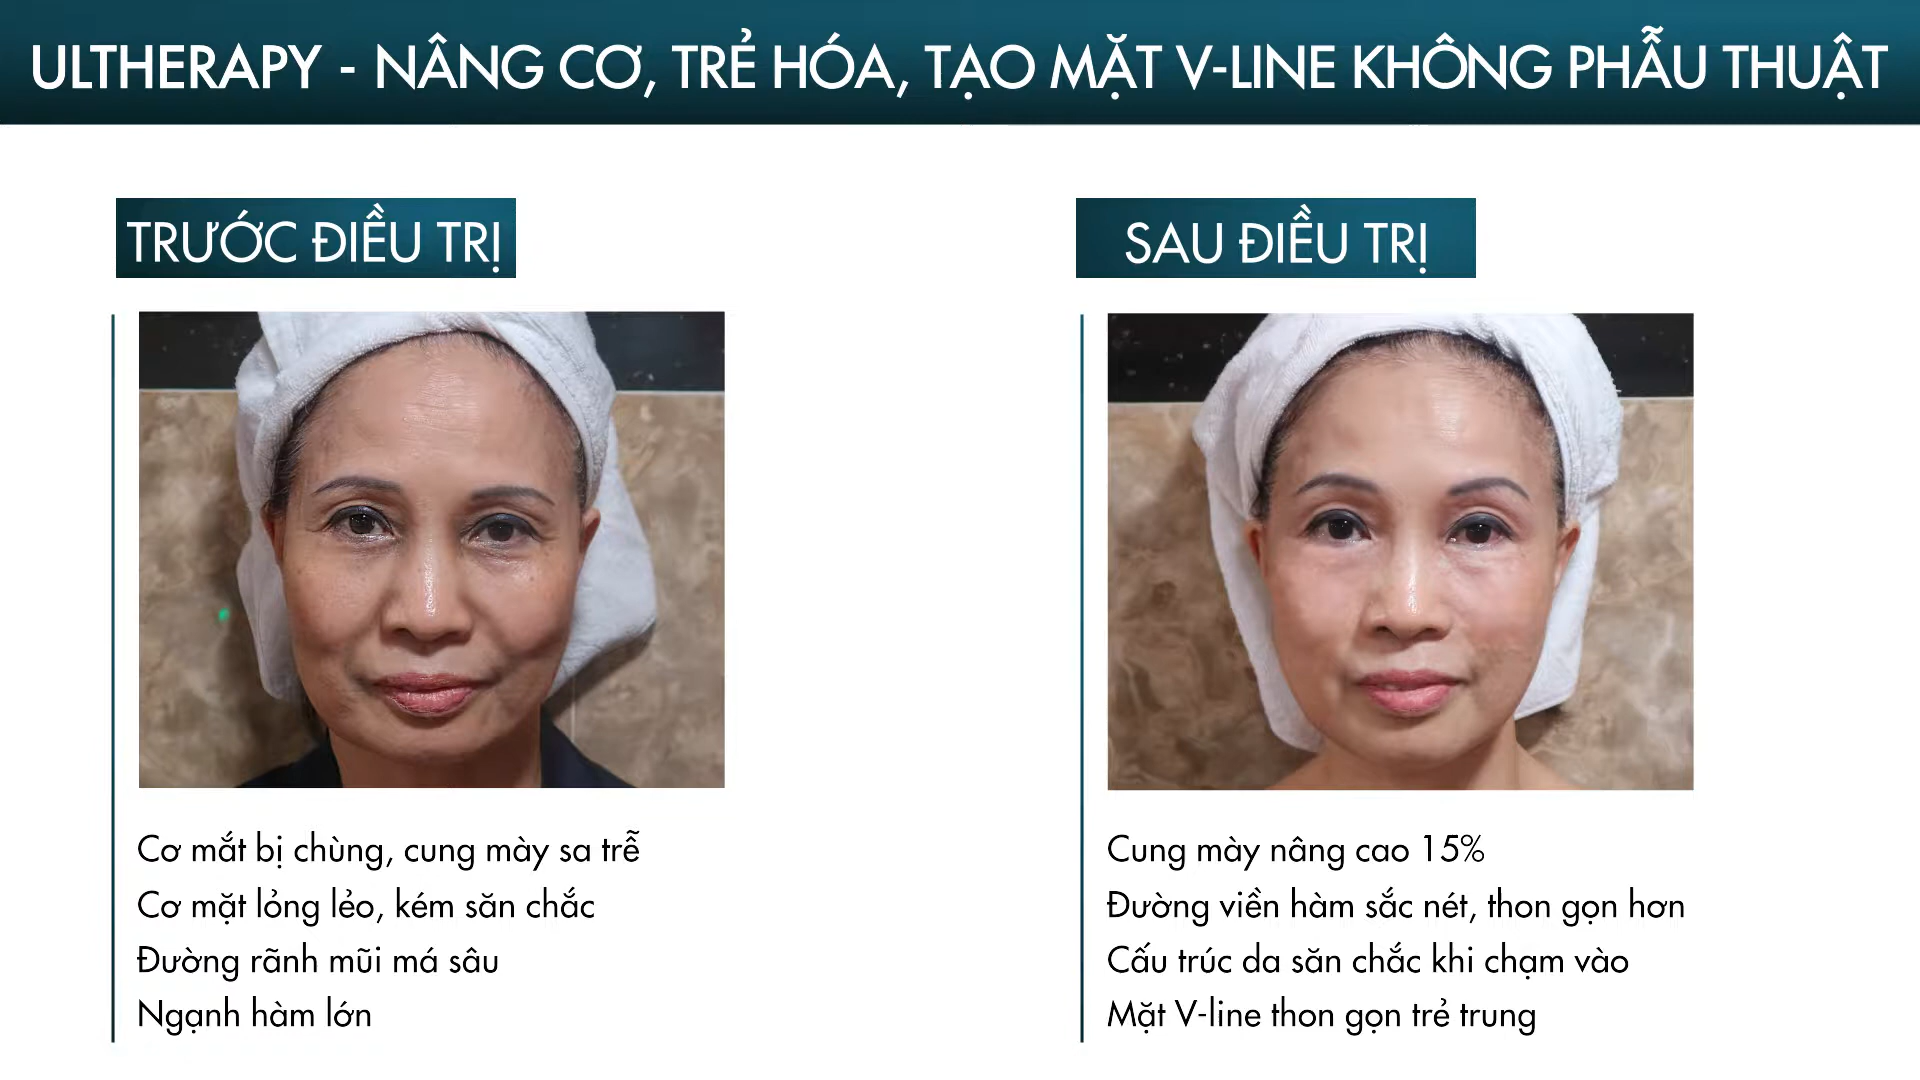 ULTHERAPY - NÂNG CƠ, TRẺ HÓA, TẠO MẶT V-LINE KHÔNG PHẪU THUẬT
TRƯỚC ĐIỀU TRỊ
Cơ mắt bị chùng, cung mày sa trễ
Cơ mặt lỏng lẻo, kém săn chắc
Đường rãnh mũi má sâu
Ngạnh hàm lớn
SAU ĐIỀU TRỊ
Cung mày nâng cao 15%
Đường viền hàm sắc nét, thon gọn hơn
Cấu trúc da săn chắc khi chạm vào
Mặt V-line thon gọn trẻ trung